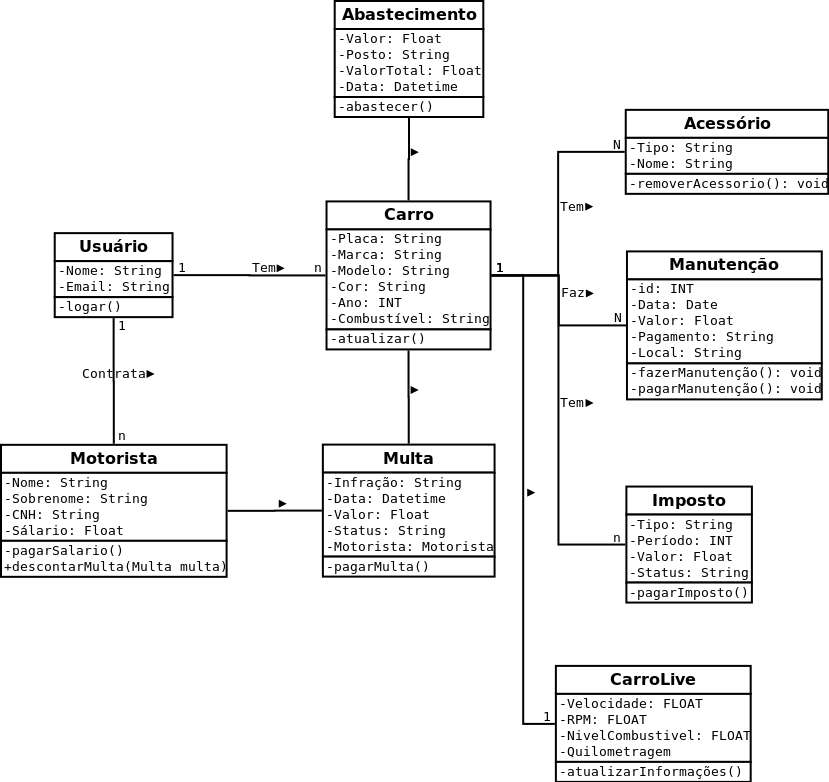 Abastecimento
-Valor: Float
-Posto: String
-ValorTotal: Float
-Data: Datetime
-abastecer()
Acessório
-Tipo: String
-Nome: String
-removerAcessorio(): void
N
Tem
Carro
-Placa: String
-Marca: String
-Modelo: String
-Cor: String
-Ano: INT
-Combustível: String
-atualizar()
Usuário
-Nome: String
-Email: String
-logar()
1
Tem
n
1
Manutenção
-id: INT
-Data: Date
-Valor: Float
-Pagamento: String
-Local: String
-fazerManutenção(): void
-pagarManutenção(): void
Faz
N
1
Contrata
n
Tem
Motorista
-Nome: String
-Sobrenome: String
-CNH: String
-Sálario: Float
-pagarSalario()
+descontarMulta(Multa multa)
Multa
-Infração: String
-Data: Datetime
-Valor: Float
-Status: String
-Motorista: Motorista
-pagarMulta()
Imposto
-Tipo: String
-Período: INT
-Valor: Float
-Status: String
-pagarImposto()
n
CarroLive
-Velocidade: FLOAT
-RPM: FLOAT
-NivelCombustivel: FLOAT
-Quilometragem
-atualizarInformações()
1